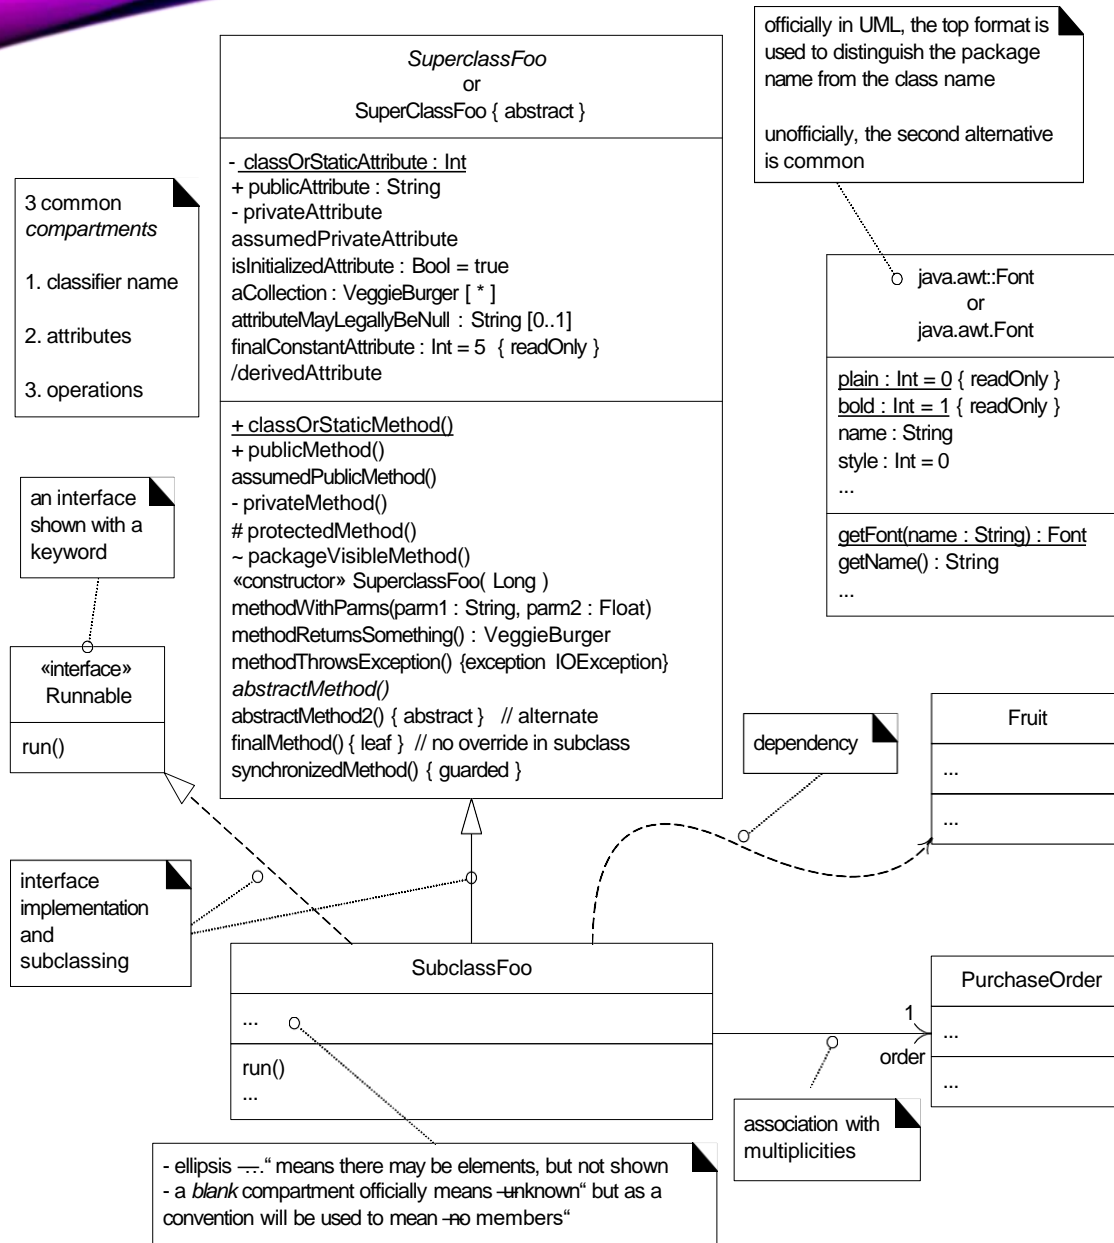 officially in UML, the top format is
used to distinguish the package
name from the class name
unofficially, the second alternative
is common
SuperclassFoo
or
SuperClassFoo { abstract }
- classOrStaticAttribute : Int
+ publicAttribute : String
- privateAttribute
assumedPrivateAttribute
isInitializedAttribute : Bool = true
aCollection : VeggieBurger [ * ]
attributeMayLegallyBeNull : String [0..1]
finalConstantAttribute : Int = 5 { readOnly }
/derivedAttribute
+ classOrStaticMethod()
+ publicMethod()
assumedPublicMethod()
- privateMethod()
# protectedMethod()
~ packageVisibleMethod()
«constructor» SuperclassFoo( Long )
methodWithParms(parm1 : String, parm2 : Float)
methodReturnsSomething() : VeggieBurger
methodThrowsException() {exception IOException}
abstractMethod()
abstractMethod2() { abstract } // alternate
finalMethod() { leaf } // no override in subclass
synchronizedMethod() { guarded }
3 common
compartments
1. classifier name
2. attributes
3. operations
java.awt::Font
or
java.awt.Font
plain : Int = 0 { readOnly }
bold : Int = 1 { readOnly }
name : String
style : Int = 0
...
getFont(name : String) : Font
getName() : String
...
an interface
shown with a
keyword
«interface»
Runnable
run()
dependency
Fruit
...
...
interface
implementation
and
subclassing
SubclassFoo
...
run()
...
1
order
PurchaseOrder
...
...
association with
multiplicities
- ellipsis –...“ means there may be elements, but not shown
- a blank compartment officially means –unknown“ but as a
convention will be used to mean –no members“